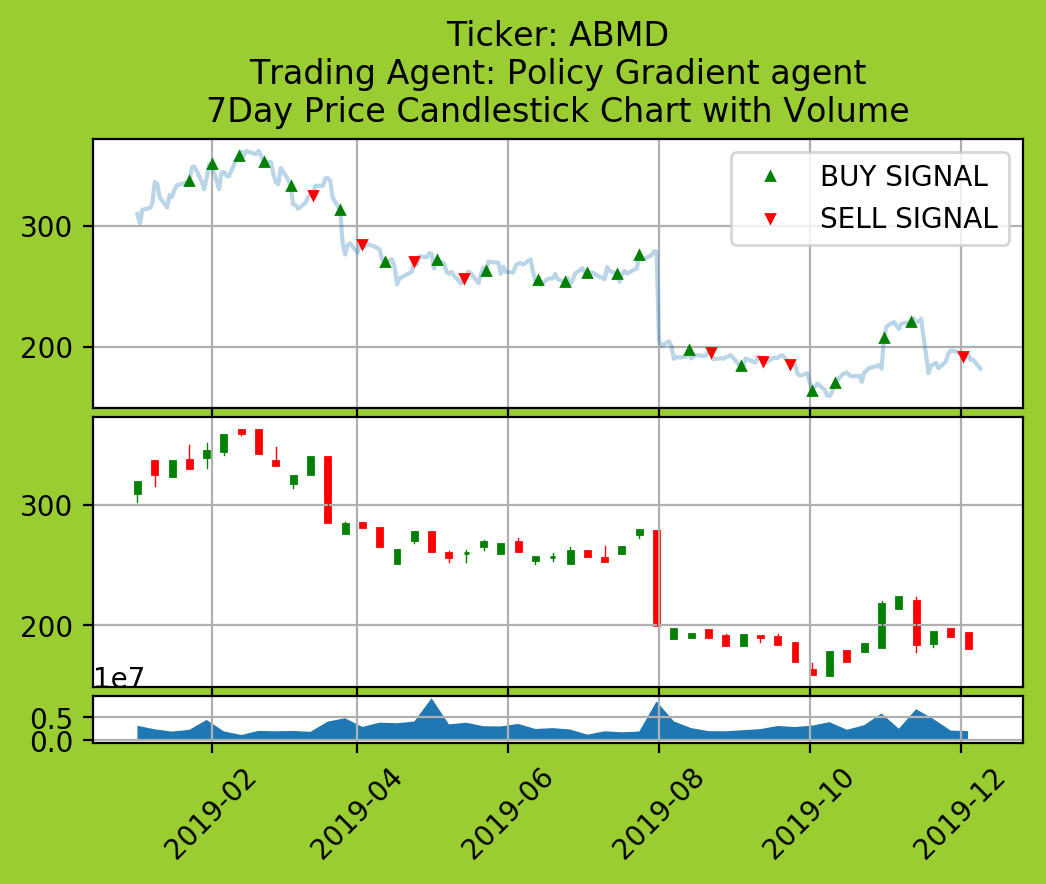 Ticker: ABMD
Trading Agent: Policy Gradient agent
7Day Price Candlestick Chart with Volume
BUY SIGNAL
SELL SIGNAL
300
200
300
200
1e7
0.5
0.0
2019-02
2019-04
2019-06
2019-08
2019-10
2019-12